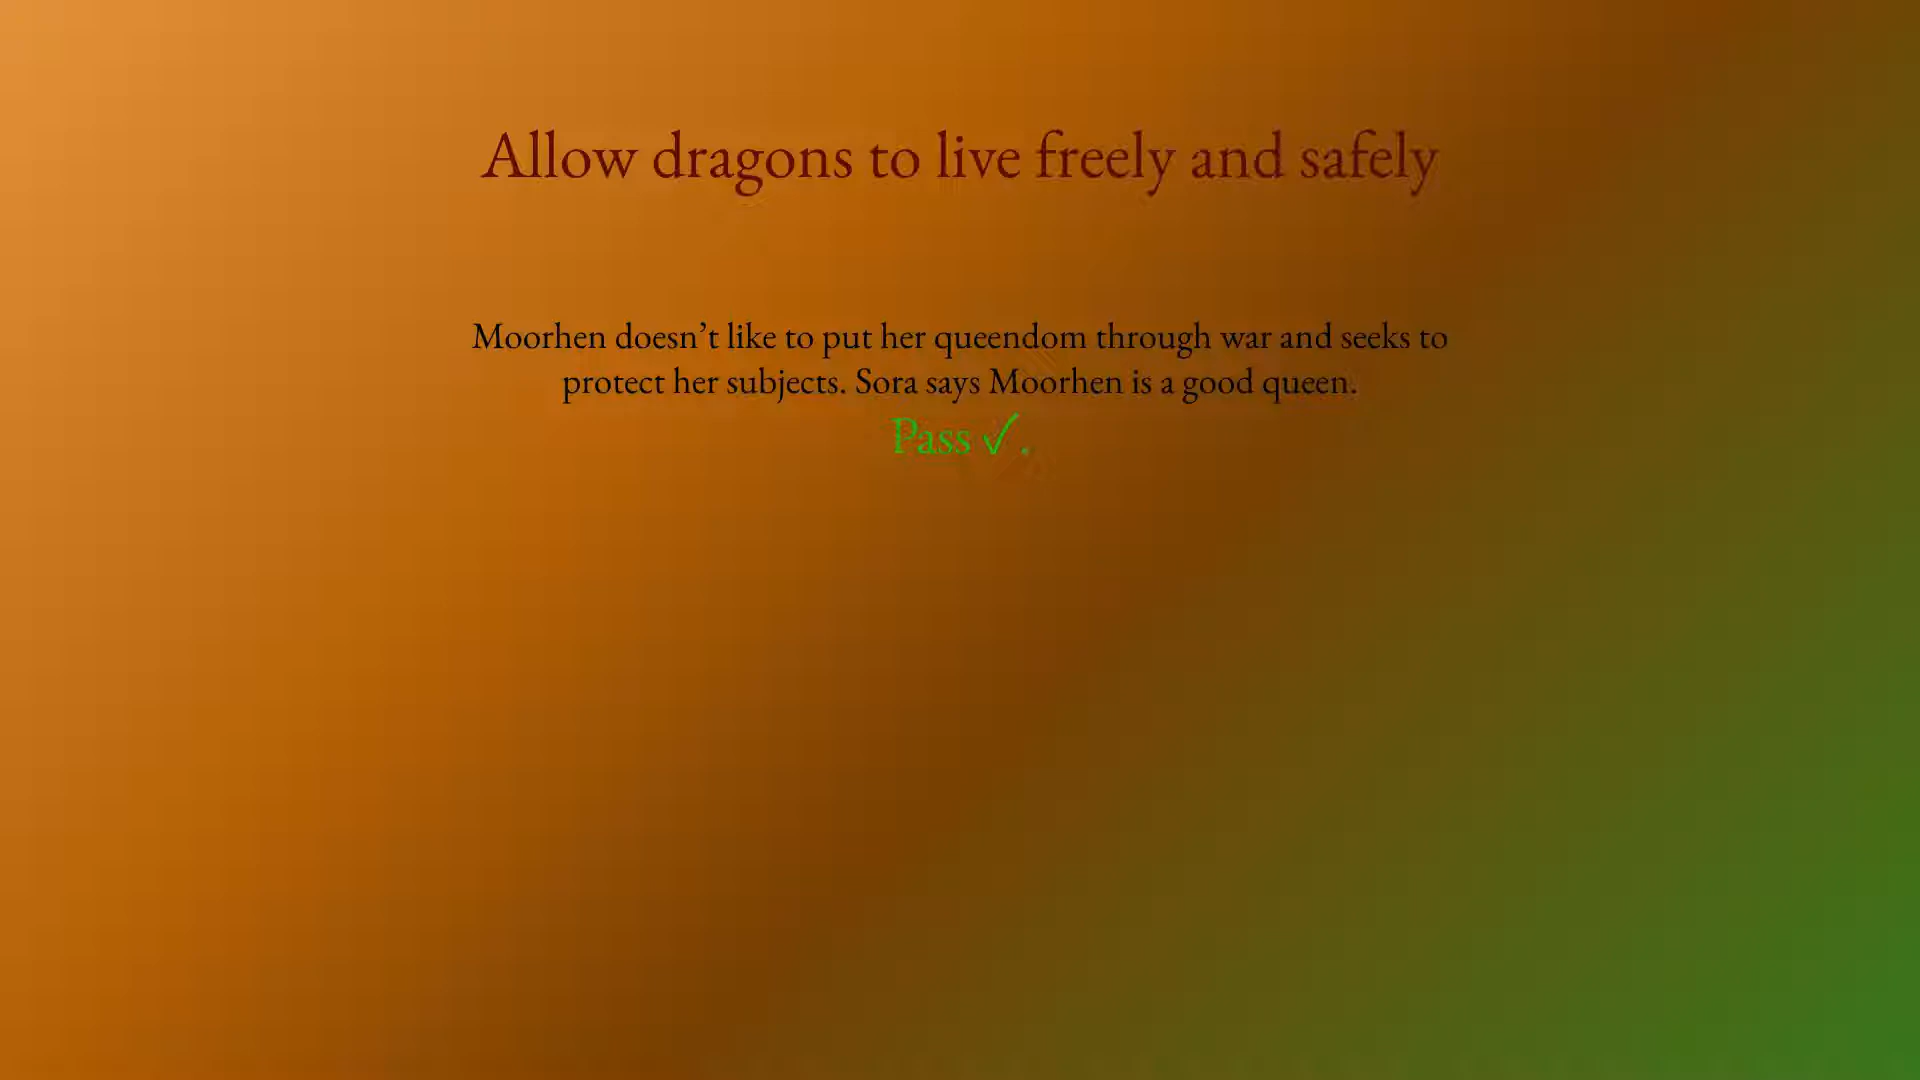 Allow dragons to live freely and safely
Moorhen doesn’t like to put her queendom through war and seeks to
protect her subjects. Sora says Moorhen is a good queen.
Pass ✓.